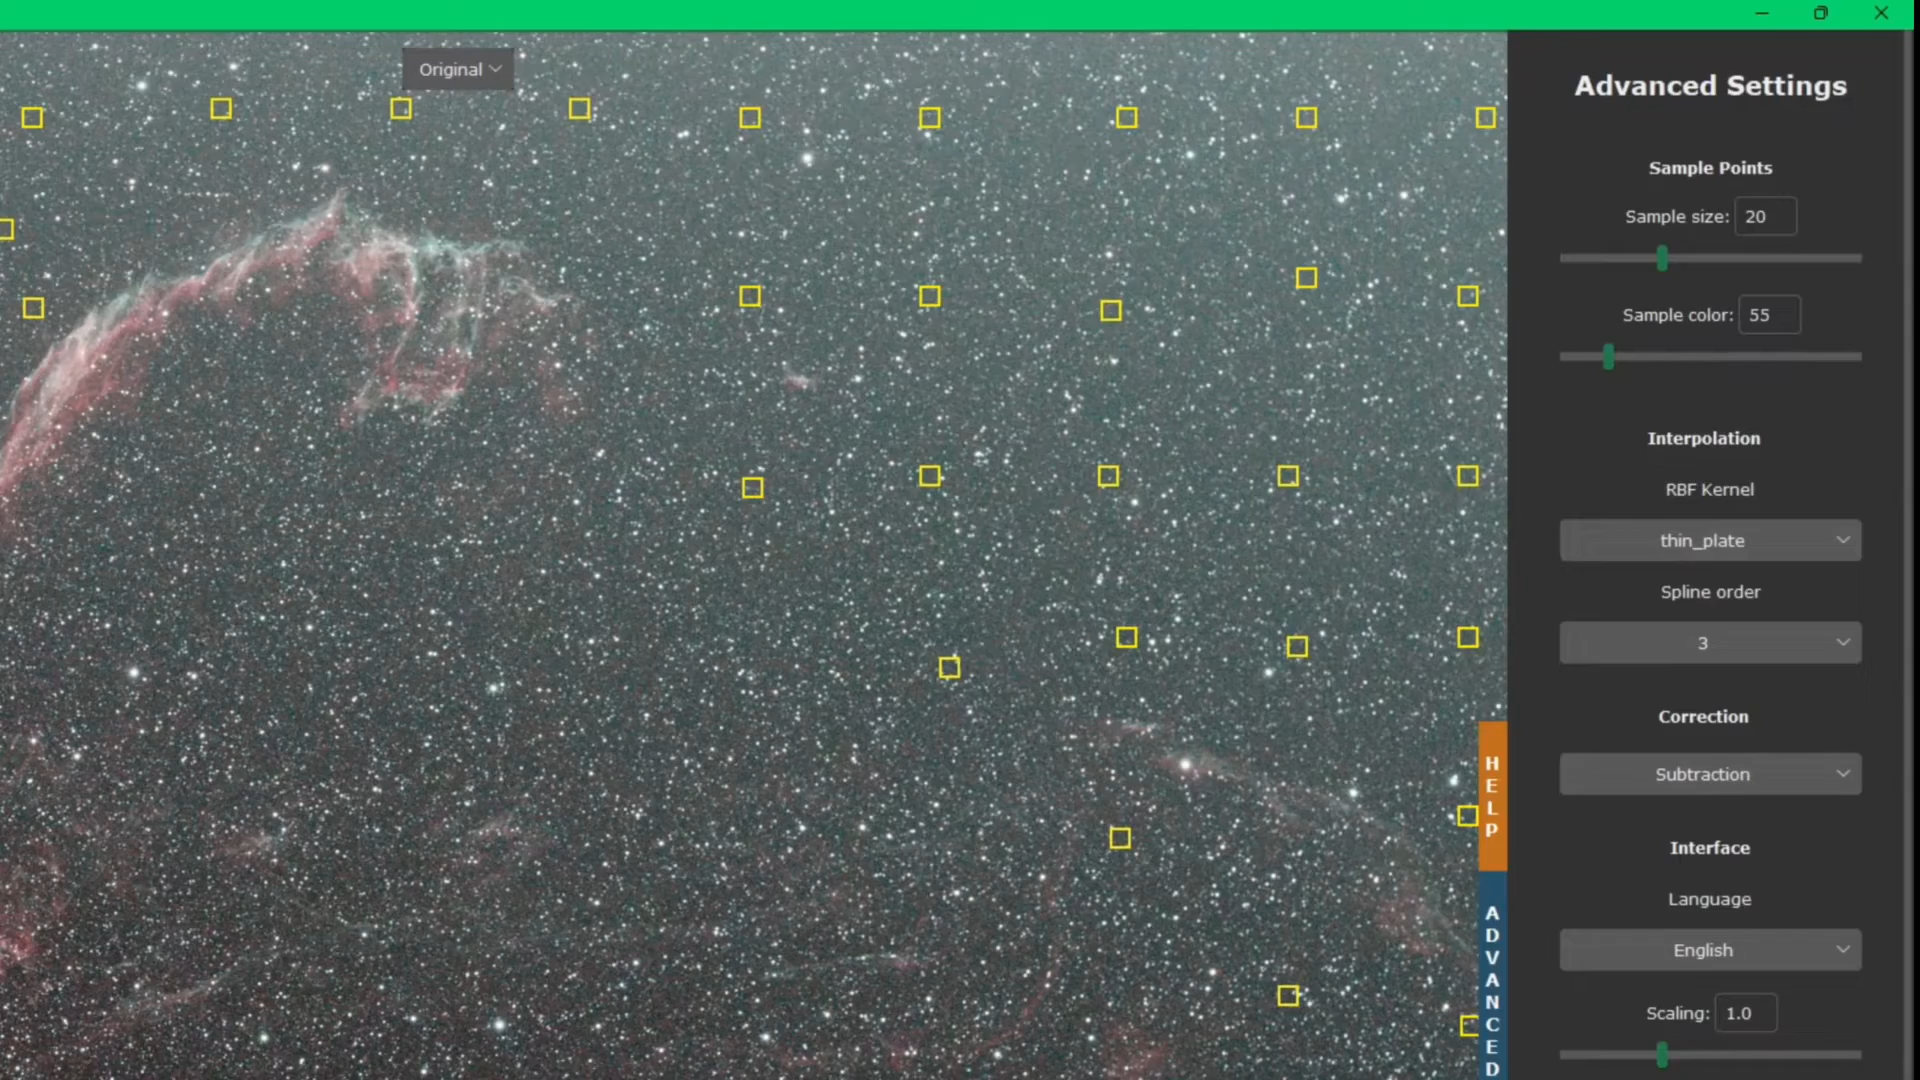 Original
Advanced Settings
Sample Points
Sample size: 20
Sample color: 55
Interpolation
RBF Kernel
thin_plate
Spline order
3
Correction
Subtraction
Interface
Language
English
Scaling: 1.0
HELP
ADVANCED